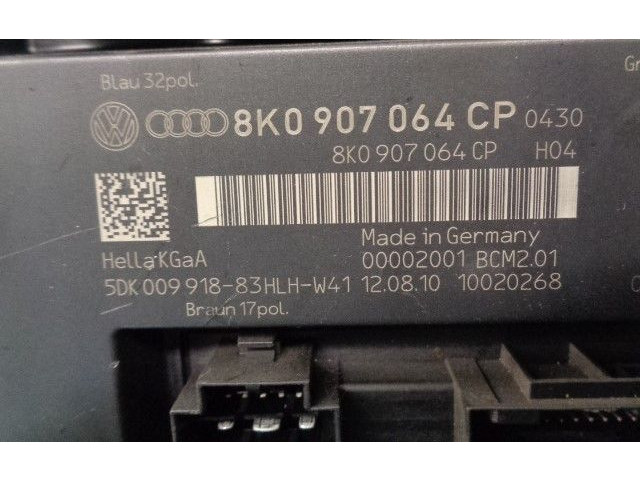 Blau 32pol. Gr
8K0 907 064 CP 0430
8K0 907 064 CP H04
Made in Germany
Hella KGaA 00002001 BCM2.01
5DK 009 918-83HLH-W41 12.08.10 10020268
Braun 17pol.